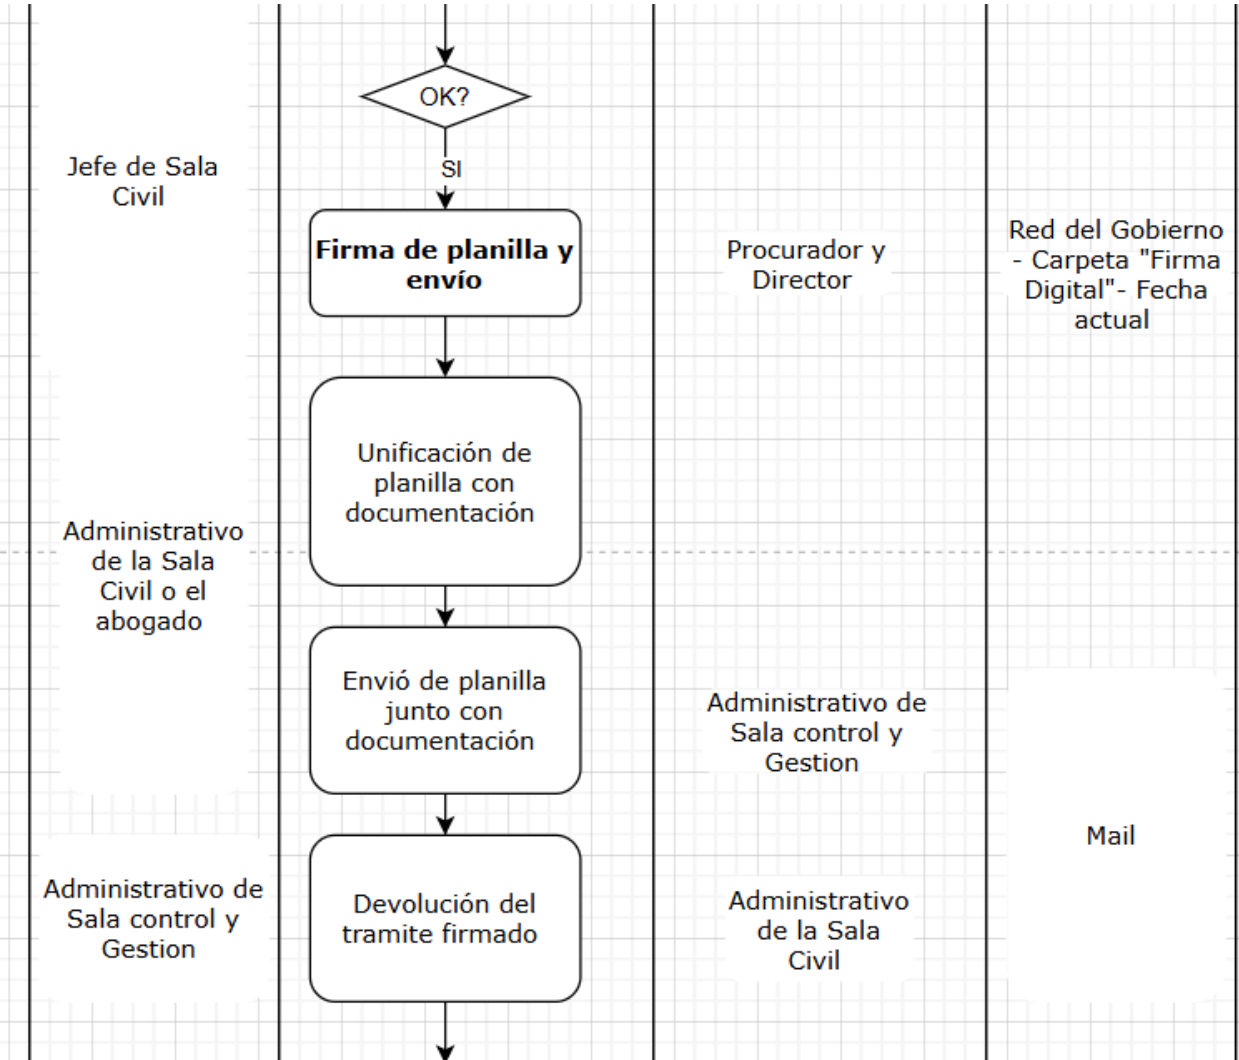 OK?
SI
Jefe de Sala
Civil
Firma de planilla y
envío
Procurador y
Director
Red del Gobierno
- Carpeta "Firma
Digital"- Fecha
actual
Unificación de
planilla con
documentación
Administrativo
de la Sala
Civil o el
abogado
Envió de planilla
junto con
documentación
Administrativo de
Sala control y
Gestion
Mail
Administrativo de
Sala control y
Gestion
Devolución del
tramite firmado
Administrativo
de la Sala
Civil